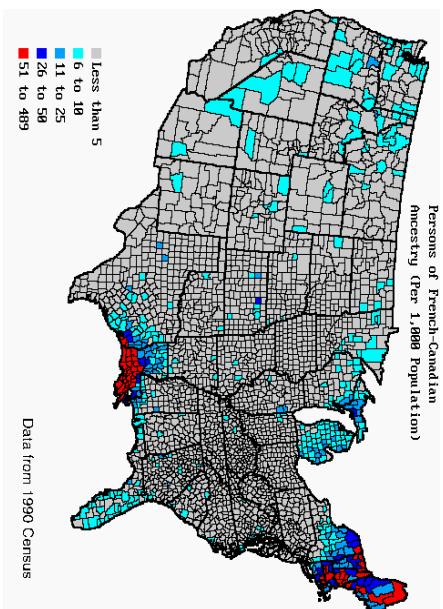 Persons of French-Canadian
Ancestry (Per 1,000 Population)
Less than 5
6 to 10
11 to 25
26 to 50
51 to 489
Data from 1990 Census